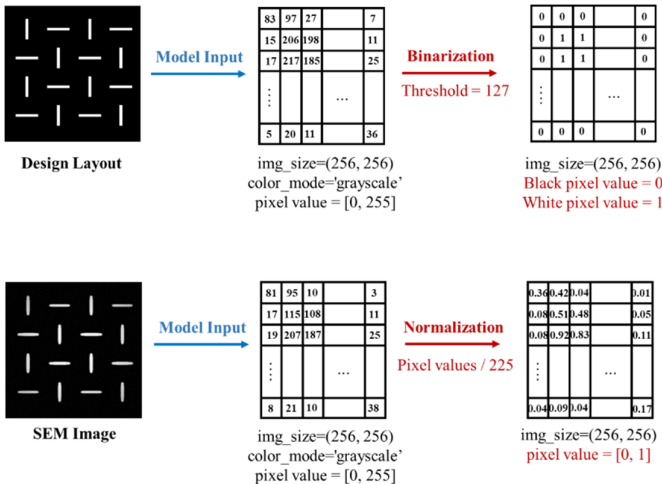 Design Layout
Model Input
83 97 27 7
15 206 198 11
17 217 185 25
...
5 20 11 36
img_size=(256, 256)
color_mode='grayscale’
pixel value = [0, 255]
Binarization
Threshold = 127
0 0 0 0
0 1 1 0
0 1 1 0
...
0 0 0 0
img_size=(256, 256)
Black pixel value = 0
White pixel value = 1
SEM Image
Model Input
81 95 10 3
17 115 108 11
19 207 187 25
...
8 21 10 38
img_size=(256, 256)
color_mode='grayscale’
pixel value = [0, 255]
Normalization
Pixel values / 225
0.36 0.42 0.04 0.01
0.08 0.51 0.48 0.05
0.08 0.92 0.83 0.11
...
0.04 0.09 0.04 0.17
img_size=(256, 256)
pixel value = [0, 1]